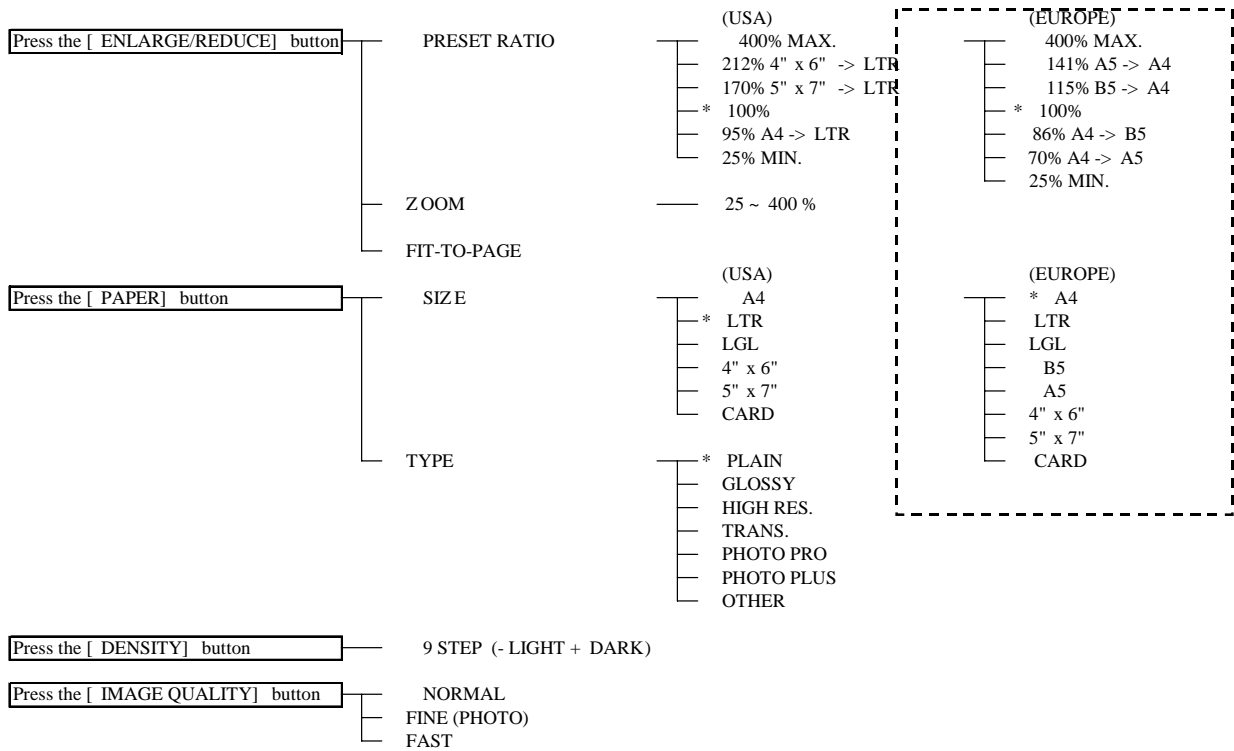 (USA) (EUROPE)
Press the [ ENLARGE/REDUCE] button PRESET RATIO 400% MAX. 400% MAX.
212% 4" x 6" -> LTR 141% A5 -> A4
170% 5" x 7" -> LTR 115% B5 -> A4
* 100% * 100%
95% A4 -> LTR 86% A4 -> B5
25% MIN. 70% A4 -> A5
25% MIN.
ZOOM 25 ~ 400 %
FIT-TO-PAGE
(USA) (EUROPE)
Press the [ PAPER] button SIZE A4 * A4
* LTR LTR
LGL LGL
4" x 6" B5
5" x 7" A5
CARD 4" x 6"
5" x 7"
TYPE * PLAIN CARD
GLOSSY
HIGH RES.
TRANS.
PHOTO PRO
PHOTO PLUS
OTHER
Press the [ DENSITY] button 9 STEP (- LIGHT + DARK)
Press the [ IMAGE QUALITY] button NORMAL
FINE (PHOTO)
FAST